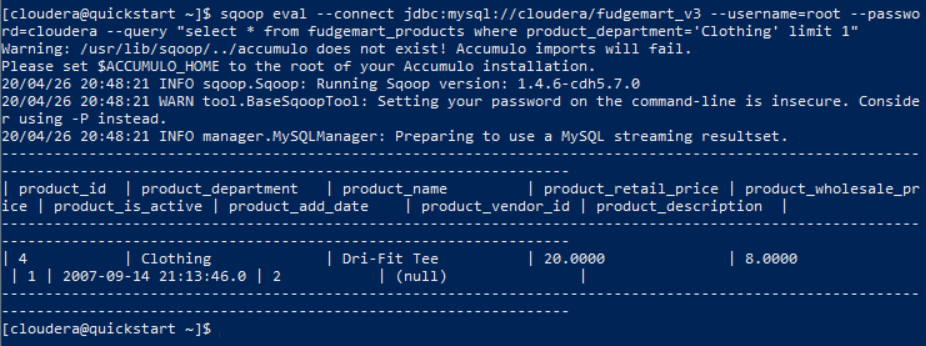 [cloudera@quickstart ~]$ sqoop eval --connect jdbc:mysql://cloudera/fudgemart_v3 --username=root --passwo
rd=cloudera --query "select * from fudgemart_products where product_department='Clothing' limit 1"
Warning: /usr/lib/sqoop/../accumulo does not exist! Accumulo imports will fail.
Please set $ACCUMULO_HOME to the root of your Accumulo installation.
20/04/26 20:48:21 INFO sqoop.Sqoop: Running Sqoop version: 1.4.6-cdh5.7.0
20/04/26 20:48:21 WARN tool.BaseSqoopTool: Setting your password on the command-line is insecure. Conside
r using -P instead.
20/04/26 20:48:21 INFO manager.MySQLManager: Preparing to use a MySQL streaming resultset.
---------------------------------------------------------------------------------------------------------
-----------------------------------------------------------------
| product_id | product_department | product_name | product_retail_price | product_wholesale_pr
ice | product_is_active | product_add_date | product_vendor_id | product_description |
---------------------------------------------------------------------------------------------------------
-----------------------------------------------------------------
| 4 | Clothing | Dri-Fit Tee | 20.0000 | 8.0000
| 1 | 2007-09-14 21:13:46.0 | 2 | (null) |
---------------------------------------------------------------------------------------------------------
-----------------------------------------------------------------
[cloudera@quickstart ~]$